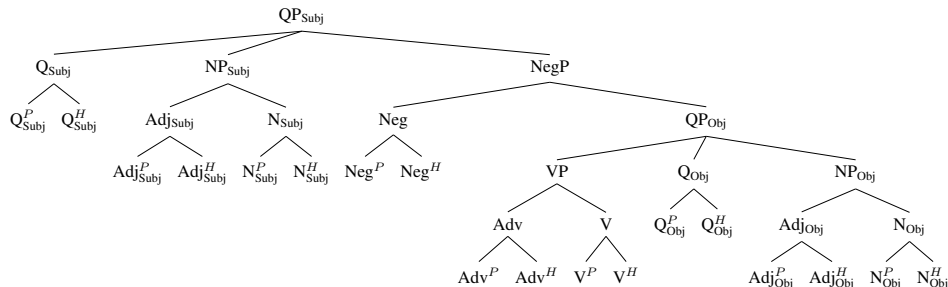 QP_Subj
Q_Subj NP_Subj NegP
Q^P_Subj Q^H_Subj Adj_Subj N_Subj Neg QP_Obj
Adj^P_Subj Adj^H_Subj N^P_Subj N^H_Subj Neg^P Neg^H VP Q_Obj NP_Obj
Adv V Q^P_Obj Q^H_Obj Adj_Obj N_Obj
Adv^P Adv^H V^P V^H Adj^P_Obj Adj^H_Obj N^P_Obj N^H_Obj